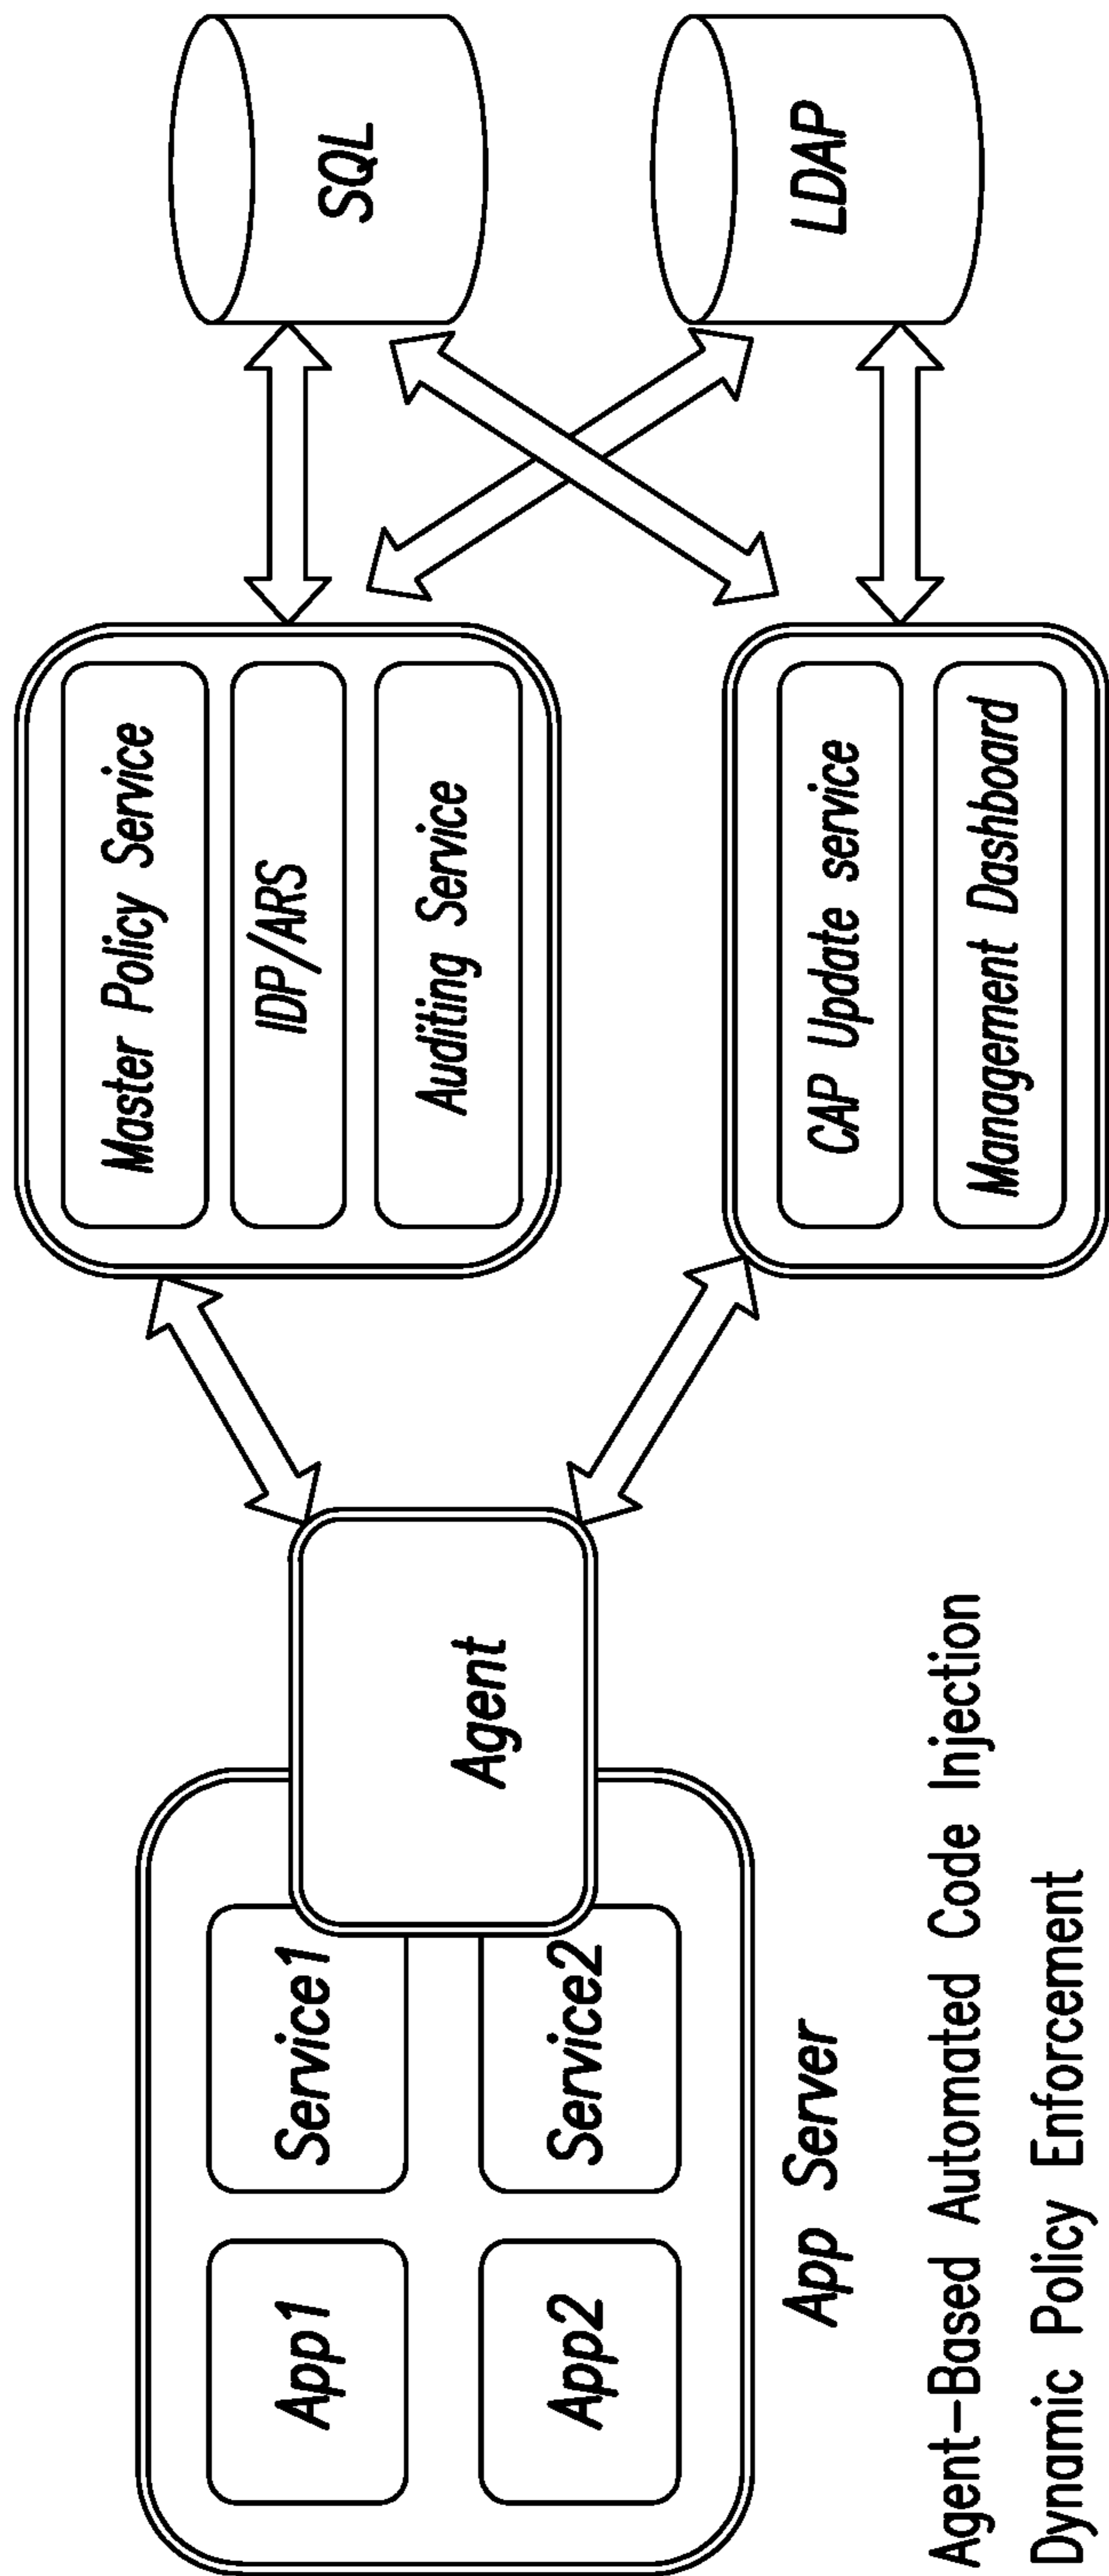 App1
App2
Service1
Service2
App Server
Agent
Master Policy Service
IDP/ARS
Auditing Service
CAP Update service
Management Dashboard
SQL
LDAP
Agent-Based Automated Code Injection
Dynamic Policy Enforcement